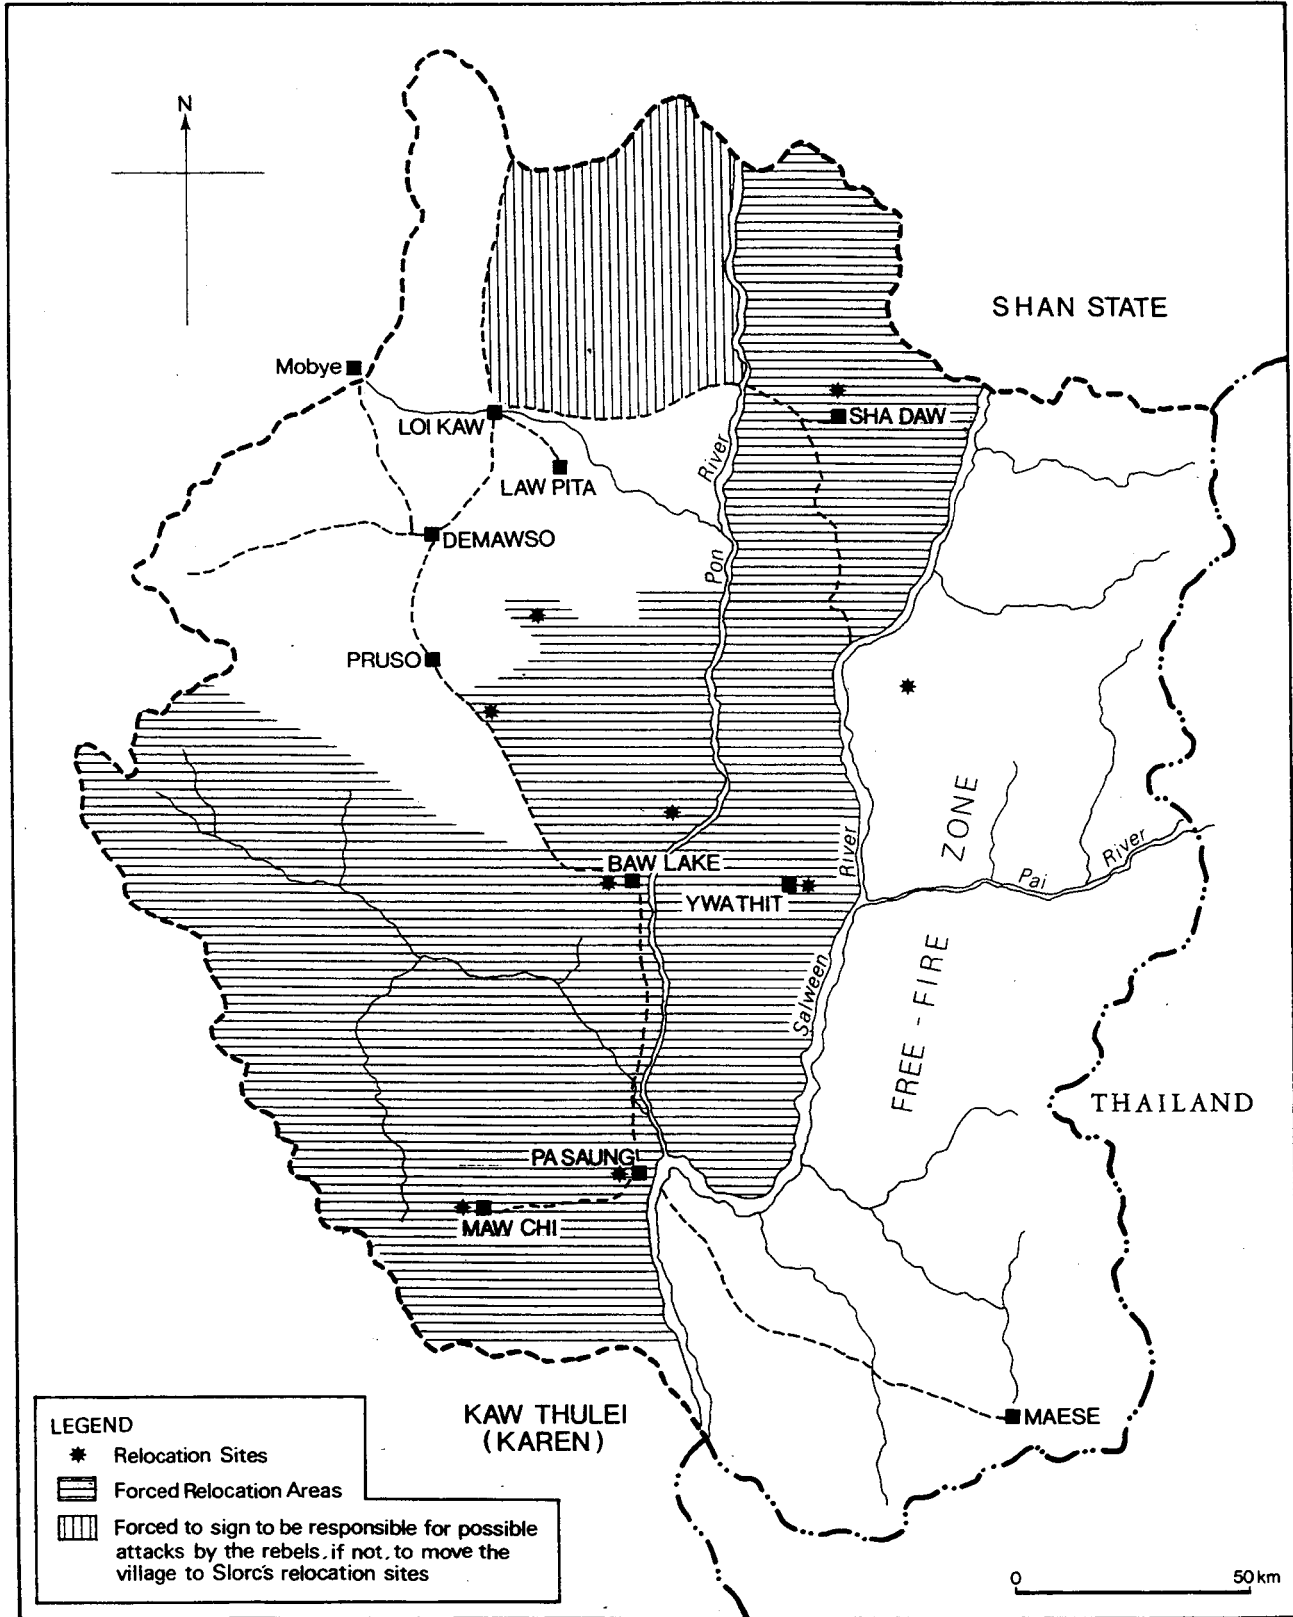 N
SHAN STATE
Mobye
LOI KAW
SHA DAW
LAW PITA
River
DEMAWSO
Pon
PRUSO
ZONE
River
River
Pai
BAW LAKE
YWATHIT
Salween
FREE - FIRE
THAILAND
PA SAUNG
MAW CHI
MAESE
KAW THULEI
(KAREN)
LEGEND
Relocation Sites
Forced Relocation Areas
Forced to sign to be responsible for possible
attacks by the rebels, if not, to move the
village to Slorc's relocation sites
0 50 km